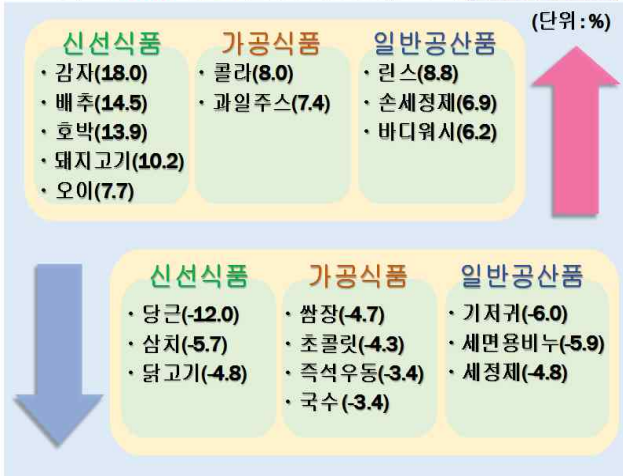 (단위:%)
신선식품
· 감자(18.0)
· 배추(14.5)
· 호박(13.9)
· 돼지고기(10.2)
· 오이(7.7)
가공식품
· 콜라(8.0)
· 과일주스(7.4)
일반공산품
· 린스(8.8)
· 손세정제(6.9)
· 바디워시(6.2)
신선식품
· 당근(-12.0)
· 삼치(-5.7)
· 닭고기(-4.8)
가공식품
· 쌈장(-4.7)
· 초콜릿(-4.3)
· 즉석우동(-3.4)
· 국수(-3.4)
일반공산품
· 기저귀(-6.0)
· 세면용비누(-5.9)
· 세정제(-4.8)